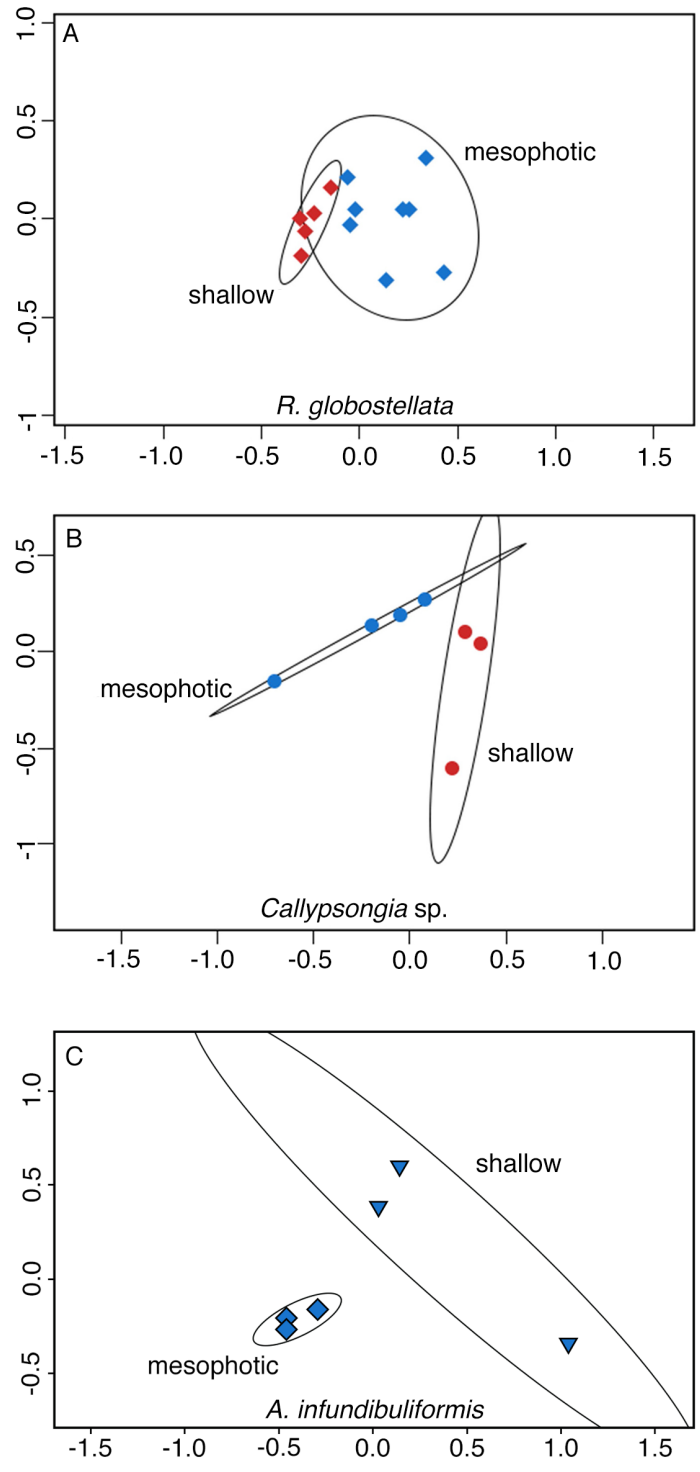 A
1.0
0.5
0.0
-0.5
-1
mesophotic
shallow
R. globostellata
-1.5 -1.0 -0.5 0.0 0.5 1.0 1.5
B
0.5
0.0
-0.5
-1
mesophotic
shallow
Callypsongia sp.
-1.5 -1.0 -0.5 0.0 0.5 1.0
C
1.0
0.5
0.0
-0.5
shallow
mesophotic
A. infundibuliformis
-1.5 -1.0 -0.5 0.0 0.5 1.0 1.5